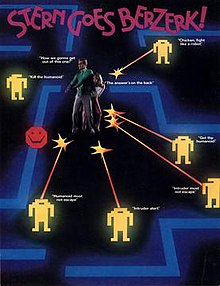 STERN GOES BERZERK!
"Chicken, fight
like a robot!"
"How we gonna get
out of this one?"
"Kill the humanoid"
"The answer's on the back"
"Get the
humanoid!"
"Intruder must
not escape"
"Humanoid must
not escape"
"Intruder alert!"